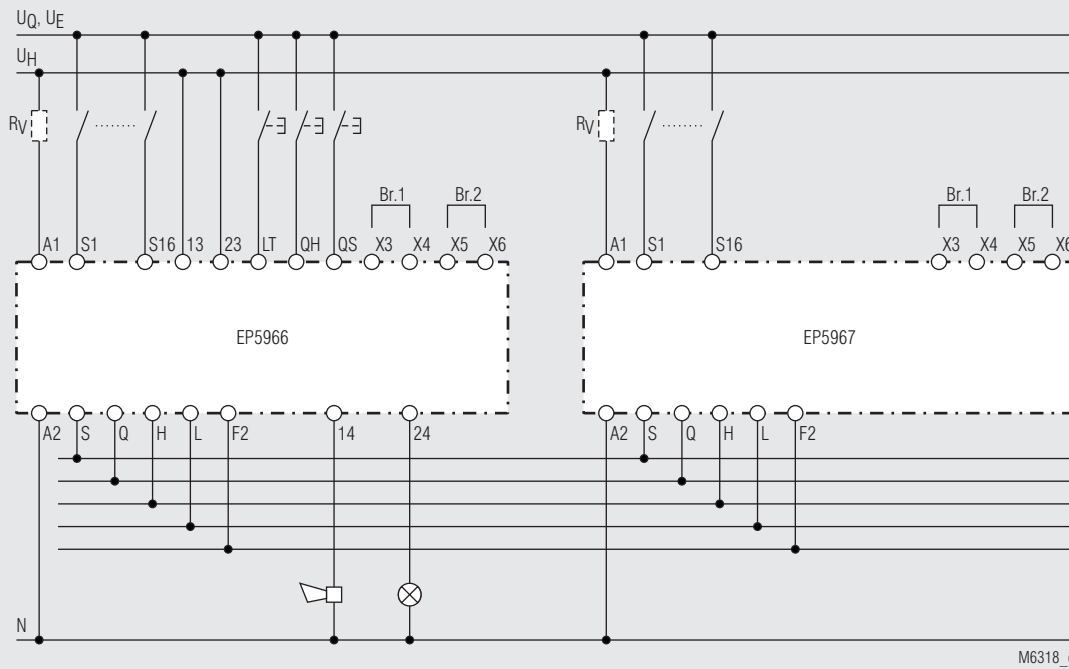 UQ, UE
UH
RV
RV
Br.1
Br.2
Br.1
Br.2
A1 S1 S16 13 23 LT QH QS X3 X4 X5 X6
A1 S1 S16 X3 X4 X5 X6
EP5966
EP5967
A2 S Q H L F2 14 24
A2 S Q H L F2
N
M6318_